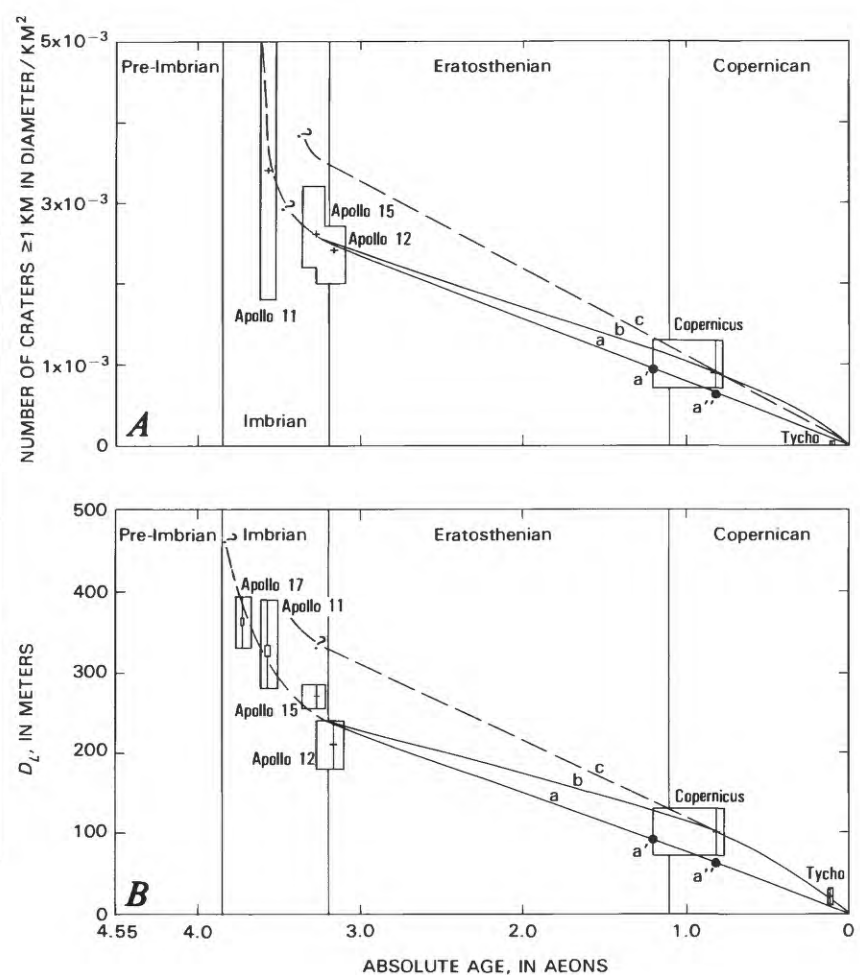 NUMBER OF CRATERS ≥1 KM IN DIAMETER/KM²
5x10⁻³
3x10⁻³
1x10⁻³
0
Pre-Imbrian
Eratosthenian
Copernican
?
?
Apollo 15
Apollo 12
Apollo 11
c
b
a
Copernicus
a'
a''
Tycho
A
Imbrian
D_L, IN METERS
500
400
300
200
100
0
Pre-Imbrian
Imbrian
Eratosthenian
Copernican
?
Apollo 17
Apollo 11
?
Apollo 15
Apollo 12
c
b
a
Copernicus
a'
a''
Tycho
B
4.55
4.0
3.0
2.0
1.0
0
ABSOLUTE AGE, IN AEONS